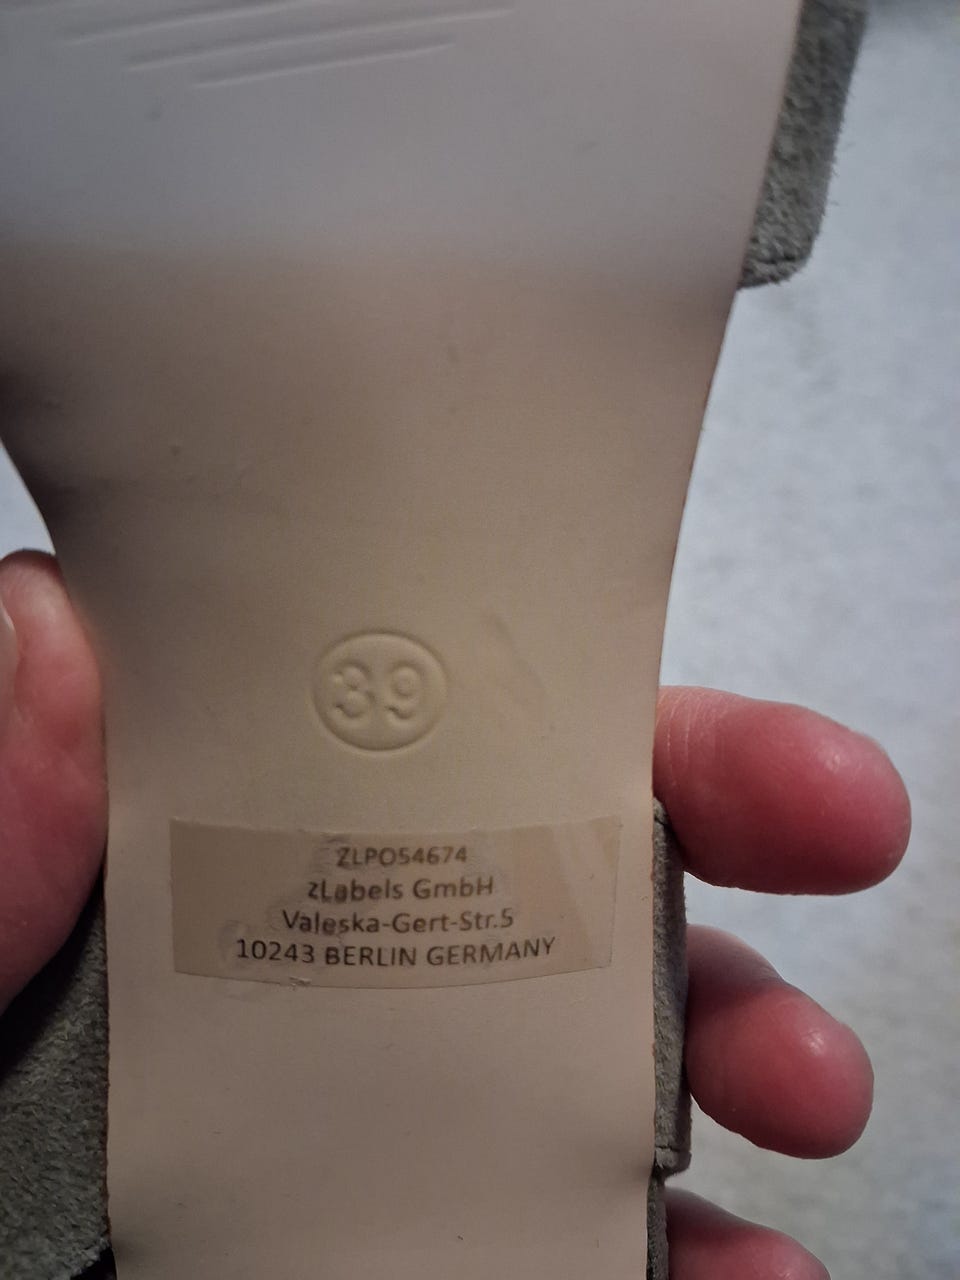 39
ZLPO54674
zLabels GmbH
Valeska-Gert-Str.5
10243 BERLIN GERMANY